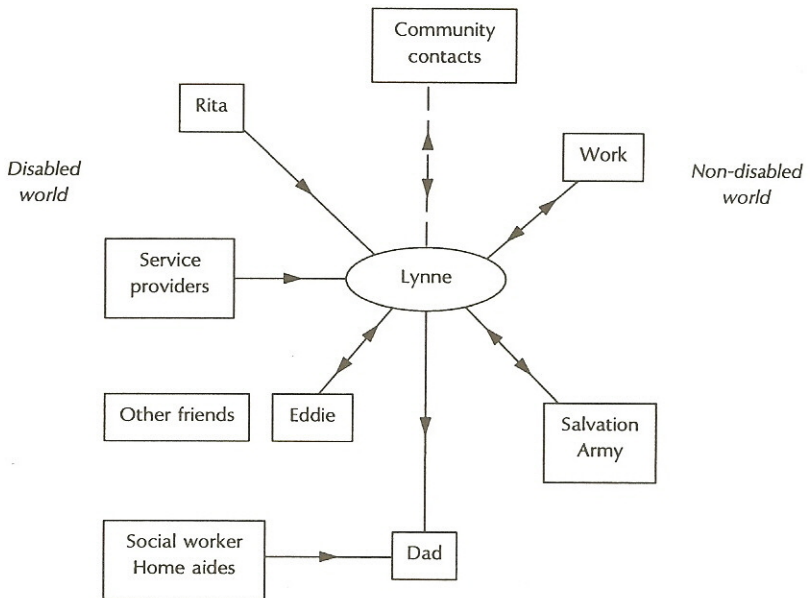 Community
contacts
Rita
Work
Disabled
world
Non-disabled
world
Service
providers
Lynne
Other friends
Eddie
Salvation
Army
Social worker
Home aides
Dad